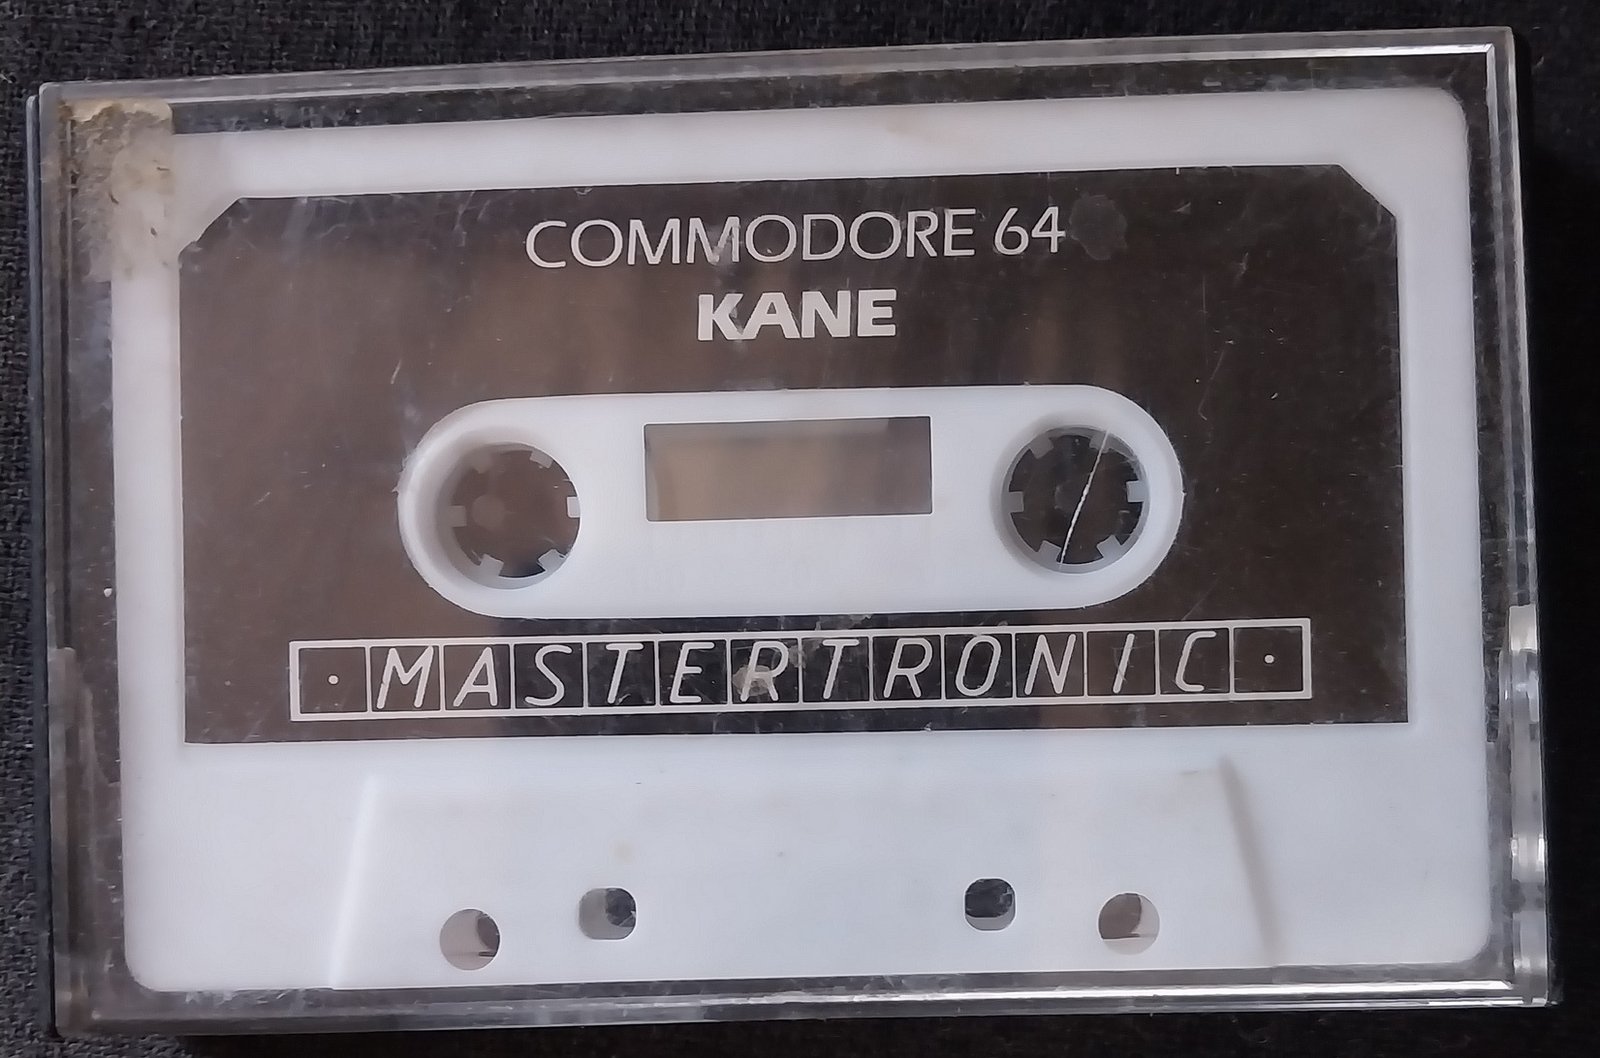 COMMODORE 64
KANE
MASTERTRONIC